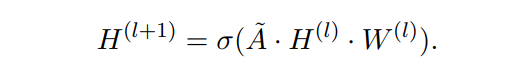 H^{(l+1)} = σ(Ã · H^{(l)} · W^{(l)}).